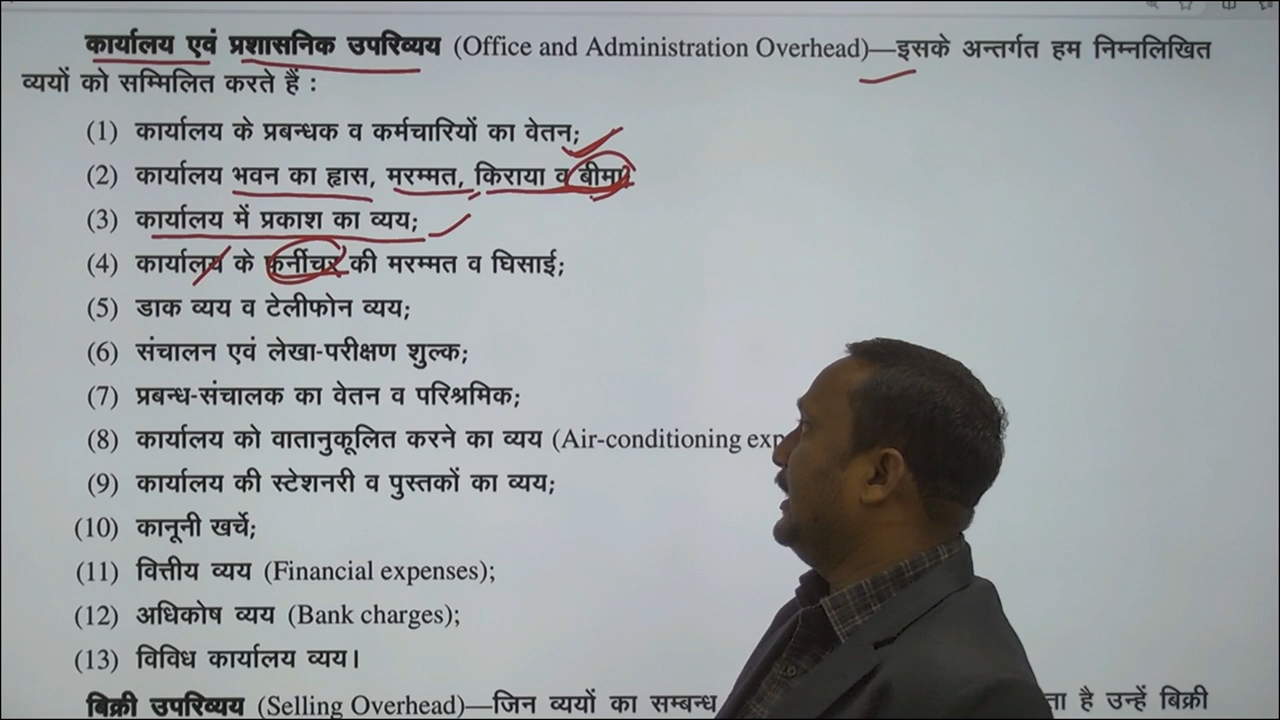 कार्यालय एवं प्रशासनिक उपरिव्यय (Office and Administration Overhead)—इसके अन्तर्गत हम निम्नलिखित
व्ययों को सम्मिलित करते हैं :
(1) कार्यालय के प्रबन्धक व कर्मचारियों का वेतन;
(2) कार्यालय भवन का ह्रास, मरम्मत, किराया व बीमा
(3) कार्यालय में प्रकाश का व्यय;
(4) कार्यालय के फर्नीचर की मरम्मत व घिसाई;
(5) डाक व्यय व टेलीफोन व्यय;
(6) संचालन एवं लेखा-परीक्षण शुल्क;
(7) प्रबन्ध-संचालक का वेतन व परिश्रमिक;
(8) कार्यालय को वातानुकूलित करने का व्यय (Air-conditioning
(9) कार्यालय की स्टेशनरी व पुस्तकों का व्यय;
(10) कानूनी खर्चे;
(11) वित्तीय व्यय (Financial expenses);
(12) अधिकोष व्यय (Bank charges);
(13) विविध कार्यालय व्यय।
बिक्री उपरिव्यय (Selling Overhead)—जिन व्ययों का सम्बन्ध है उन्हें बिक्री